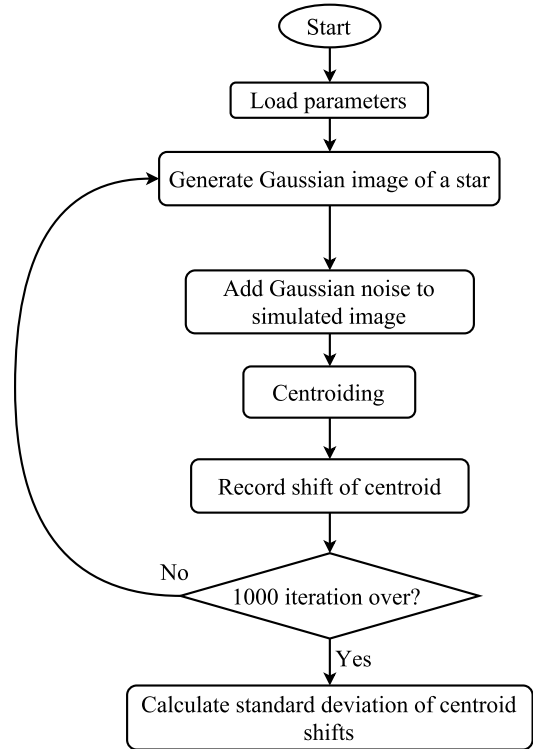 Start
Load parameters
Generate Gaussian image of a star
Add Gaussian noise to
simulated image
Centroiding
Record shift of centroid
No
1000 iteration over?
Yes
Calculate standard deviation of centroid
shifts